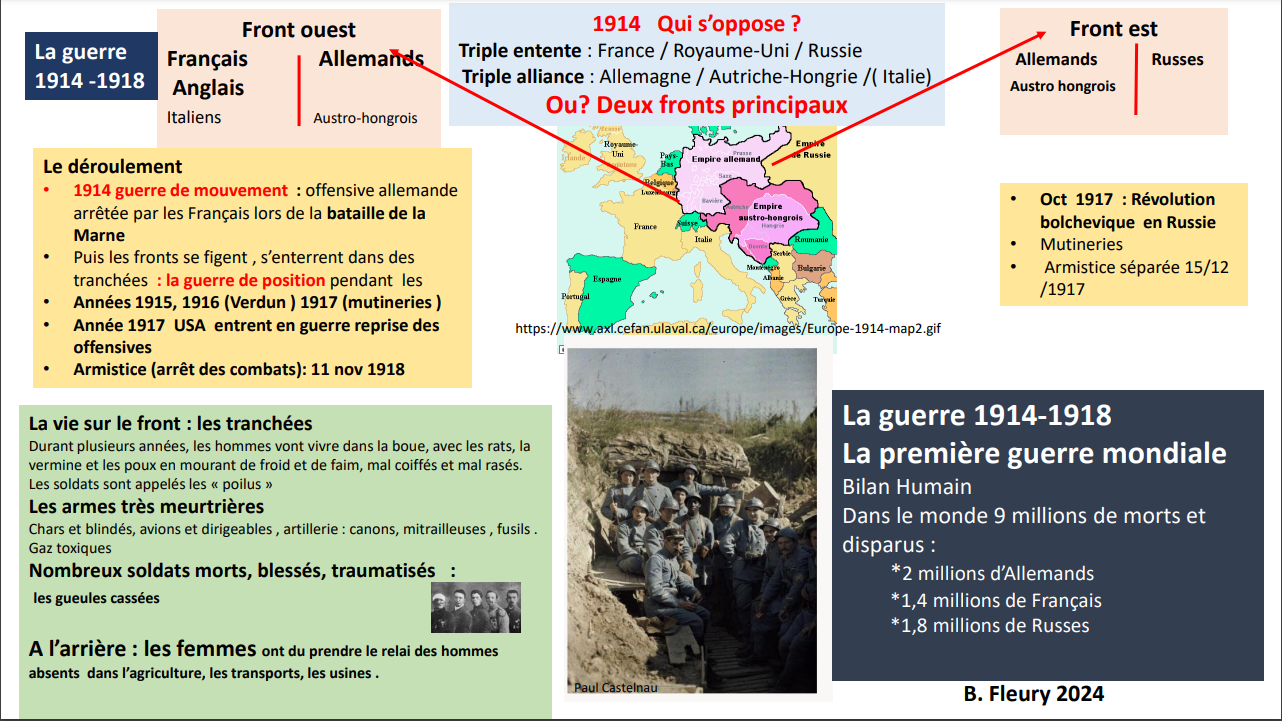 La guerre
1914 -1918
Front ouest
Français
Allemands
Anglais
Italiens
Austro-hongrois
1914 Qui s’oppose ?
Triple entente : France / Royaume-Uni / Russie
Triple alliance : Allemagne / Autriche-Hongrie /( Italie)
Ou? Deux fronts principaux
Front est
Allemands
Russes
Austro hongrois
Le déroulement
• 1914 guerre de mouvement : offensive allemande
arrêtée par les Français lors de la bataille de la
Marne
• Puis les fronts se figent , s’enterrent dans des
tranchées : la guerre de position pendant les
• Années 1915, 1916 (Verdun ) 1917 (mutineries )
• Année 1917 USA entrent en guerre reprise des
offensives
• Armistice (arrêt des combats): 11 nov 1918
Royaume-
Uni
Irlande
Pays-
Bas
Belgique
Empire allemand
Prusse
Saxe
Bavière
Empire
de Russie
Empire
austro-hongrois
Hongrie
Suisse
France
Italie
Roumanie
Serbie
Bosnie
Monténégro
Bulgarie
Albanie
Grèce
Espagne
Portugal
https://www.axl.cefan.ulaval.ca/europe/images/Europe-1914-map2.gif
• Oct 1917 : Révolution
bolchevique en Russie
• Mutineries
• Armistice séparée 15/12
/1917
La vie sur le front : les tranchées
Durant plusieurs années, les hommes vont vivre dans la boue, avec les rats, la
vermine et les poux en mourant de froid et de faim, mal coiffés et mal rasés.
Les soldats sont appelés les « poilus »
Les armes très meurtrières
Chars et blindés, avions et dirigeables , artillerie : canons, mitrailleuses , fusils .
Gaz toxiques
Nombreux soldats morts, blessés, traumatisés :
les gueules cassées
A l’arrière : les femmes ont du prendre le relai des hommes
absents dans l’agriculture, les transports, les usines .
Paul Castelnau
La guerre 1914-1918
La première guerre mondiale
Bilan Humain
Dans le monde 9 millions de morts et
disparus :
*2 millions d’Allemands
*1,4 millions de Français
*1,8 millions de Russes
B. Fleury 2024